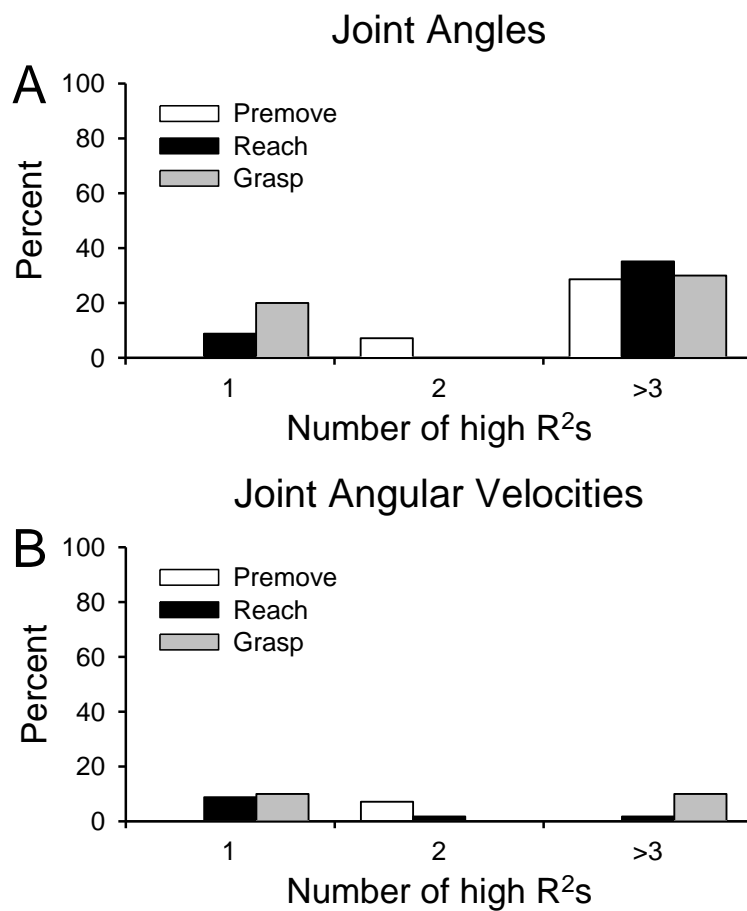 Joint Angles
A
100
80
60
40
20
0
Percent
Premove
Reach
Grasp
1 2 >3
Number of high R²s
Joint Angular Velocities
B
100
80
60
40
20
0
Percent
Premove
Reach
Grasp
1 2 >3
Number of high R²s